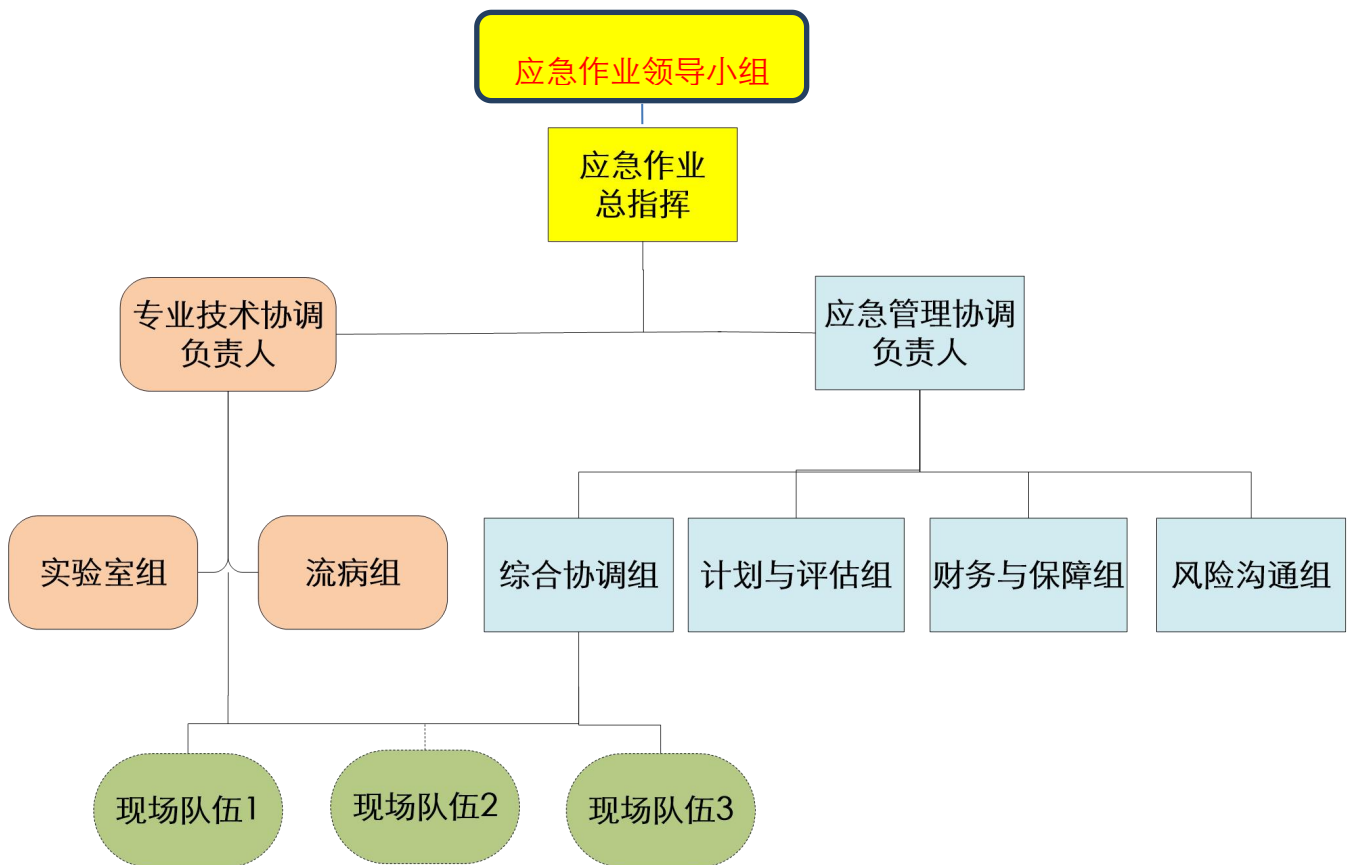 应急作业领导小组
应急作业
总指挥
专业技术协调
负责人
应急管理协调
负责人
实验室组
流病组
综合协调组
计划与评估组
财务与保障组
风险沟通组
现场队伍1
现场队伍2
现场队伍3